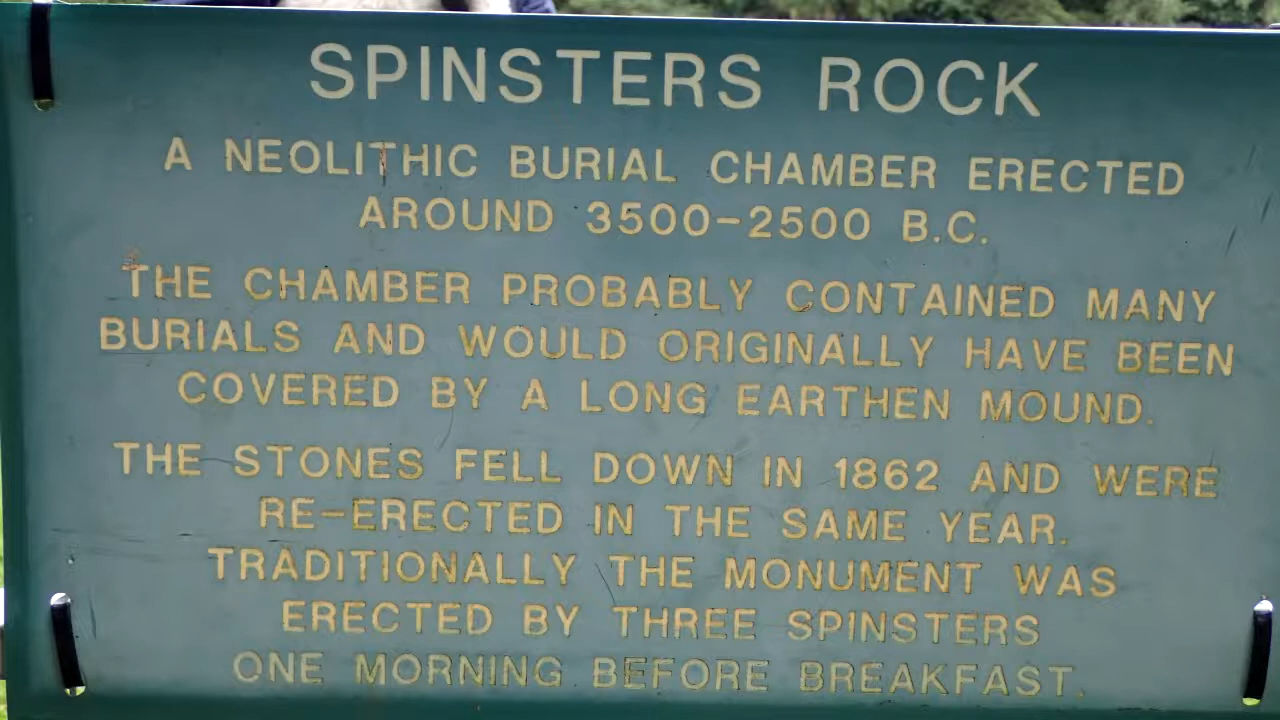 SPINSTERS ROCK
A NEOLITHIC BURIAL CHAMBER ERECTED
AROUND 3500-2500 B.C.
THE CHAMBER PROBABLY CONTAINED MANY
BURIALS AND WOULD ORIGINALLY HAVE BEEN
COVERED BY A LONG EARTHEN MOUND.
THE STONES FELL DOWN IN 1862 AND WERE
RE-ERECTED IN THE SAME YEAR.
TRADITIONALLY THE MONUMENT WAS
ERECTED BY THREE SPINSTERS
ONE MORNING BEFORE BREAKFAST.